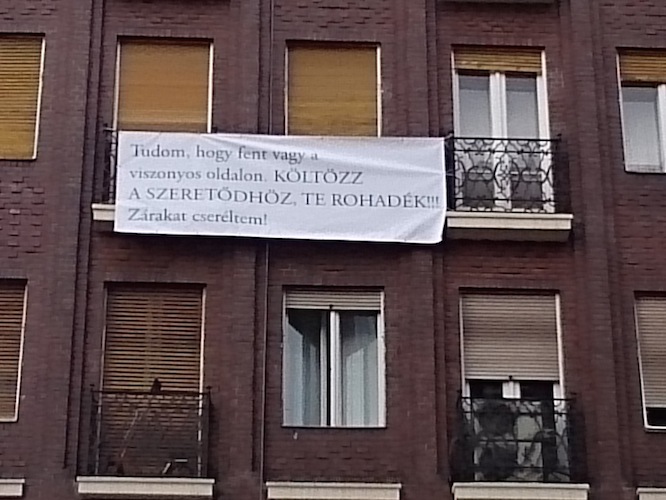 Tudom, hogy fent vagy a
viszonyos oldalon. KÖLTÖZZ
A SZERETŐDHÖZ, TE ROHADÉK!!!
Zárakat cseréltem!